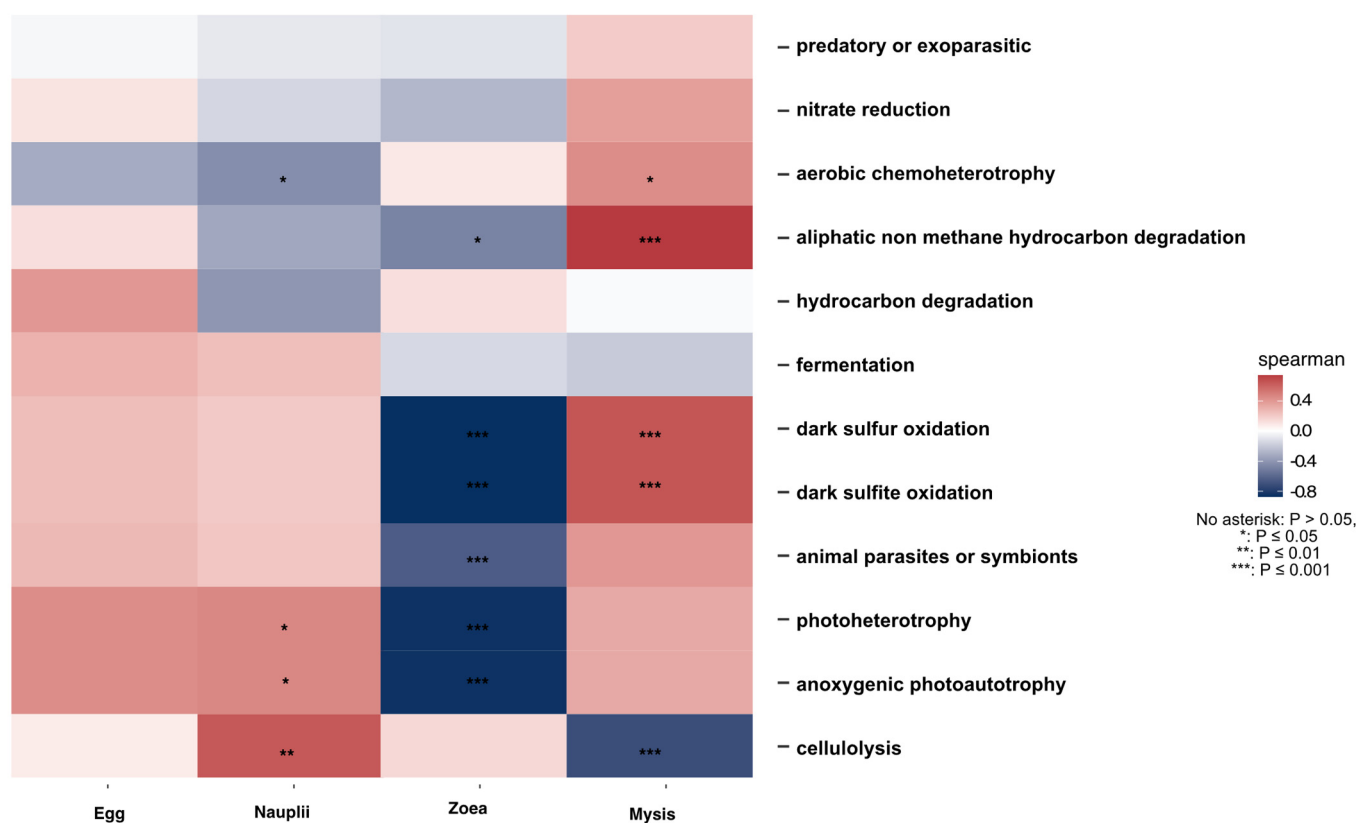 predatory or exoparasitic
nitrate reduction
* * aerobic chemoheterotrophy
* *** aliphatic non methane hydrocarbon degradation
hydrocarbon degradation
fermentation
*** *** dark sulfur oxidation
*** *** dark sulfite oxidation
*** animal parasites or symbionts
* *** photoheterotrophy
* *** anoxygenic photoautotrophy
** *** cellulolysis
Egg Nauplii Zoea Mysis
spearman
0.4
0.0
-0.4
-0.8
No asterisk: P > 0.05,
*: P ≤ 0.05
**: P ≤ 0.01
***: P ≤ 0.001